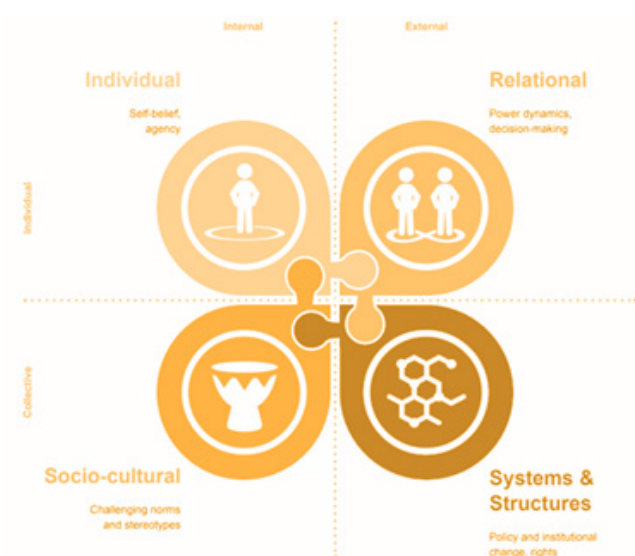 Internal
External
Individual
Self-belief,
agency
Relational
Power dynamics,
decision-making
Individual
Collective
Socio-cultural
Challenging norms
and stereotypes
Systems &
Structures
Policy and institutional
change, rights